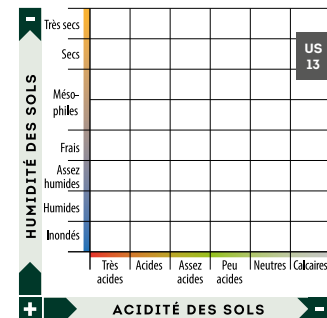 -
Très secs
Secs
Méso-
philes
Frais
Assez
humides
Humides
Inondés
HUMIDITÉ DES SOLS
US
13
Très
acides
Acides
Assez
acides
Peu
acides
Neutres
Calcaires
+
ACIDITÉ DES SOLS
-